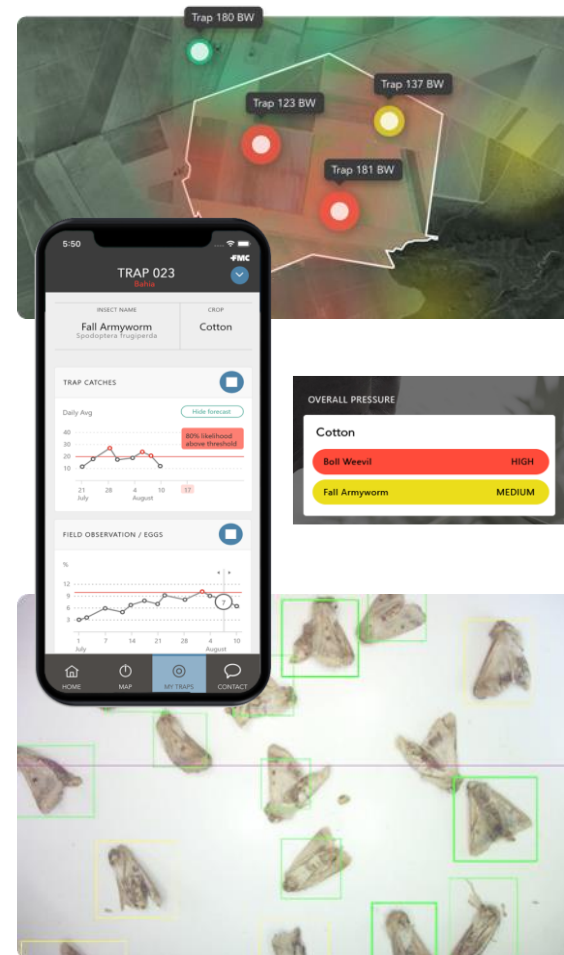 Trap 180 BW
Trap 137 BW
Trap 123 BW
Trap 181 BW
5:50
FMC
TRAP 023
Bahia
INSECT NAME
CROP
Fall Armyworm
Cotton
Spodoptera frugiperda
TRAP CATCHES
Daily Avg
Hide forecast
40
30
20
10
80% likelihood
above threshold
21 28 4 10 17
July August
FIELD OBSERVATION / EGGS
%
12
9
6
3
7
1 7 14 21 28 4 10
July August
HOME
MAP
MY TRAPS
CONTACT
OVERALL PRESSURE
Cotton
Boll Weevil HIGH
Fall Armyworm MEDIUM